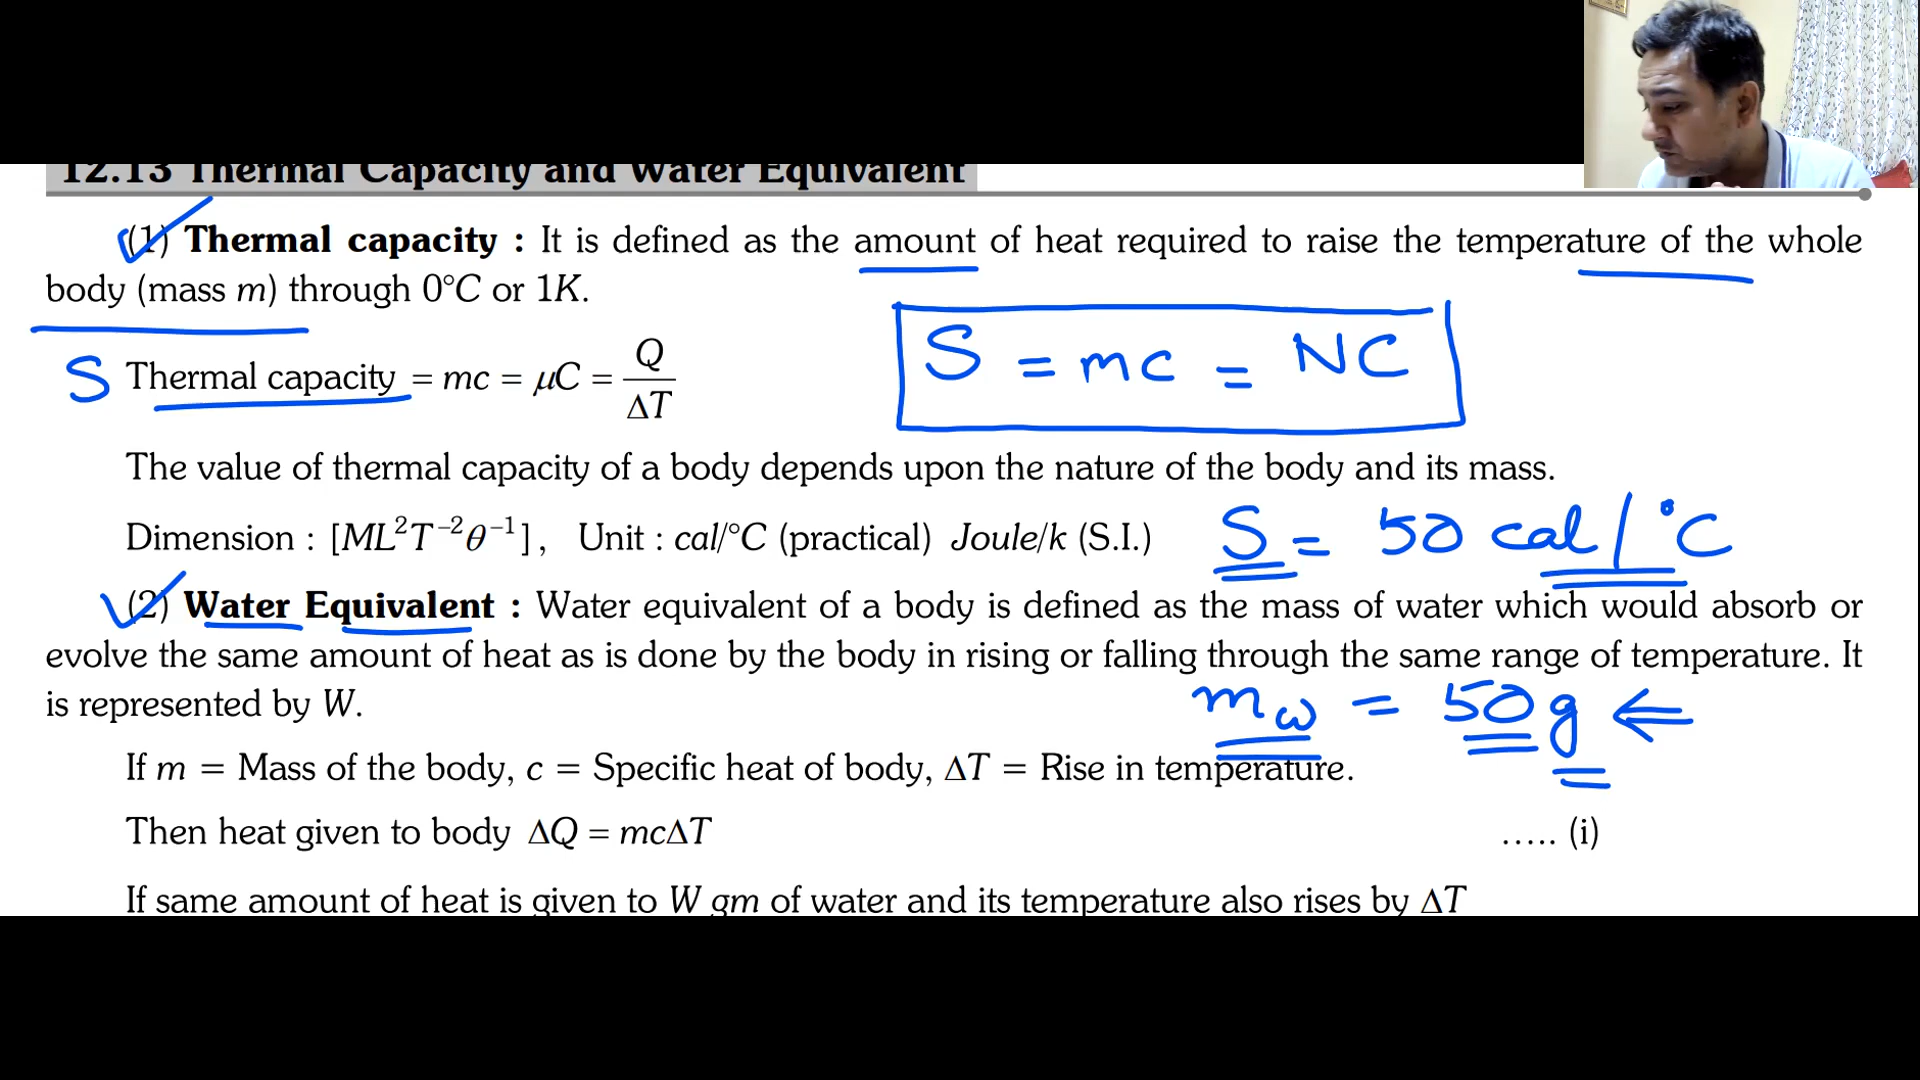 12.13 Thermal Capacity and Water Equivalent
(1) Thermal capacity : It is defined as the amount of heat required to raise the temperature of the whole
body (mass m) through 0°C or 1K.
S = mc = NC
S Thermal capacity = mc = μC = Q/ΔT
The value of thermal capacity of a body depends upon the nature of the body and its mass.
Dimension : [ML²T⁻²θ⁻¹], Unit : cal/°C (practical) Joule/k (S.I.)
S = 50 cal/°C
(2) Water Equivalent : Water equivalent of a body is defined as the mass of water which would absorb or
evolve the same amount of heat as is done by the body in rising or falling through the same range of temperature. It
is represented by W.
m_w = 50g ⇐
If m = Mass of the body, c = Specific heat of body, ΔT = Rise in temperature.
Then heat given to body ΔQ = mcΔT ..... (i)
If same amount of heat is given to W gm of water and its temperature also rises by ΔT